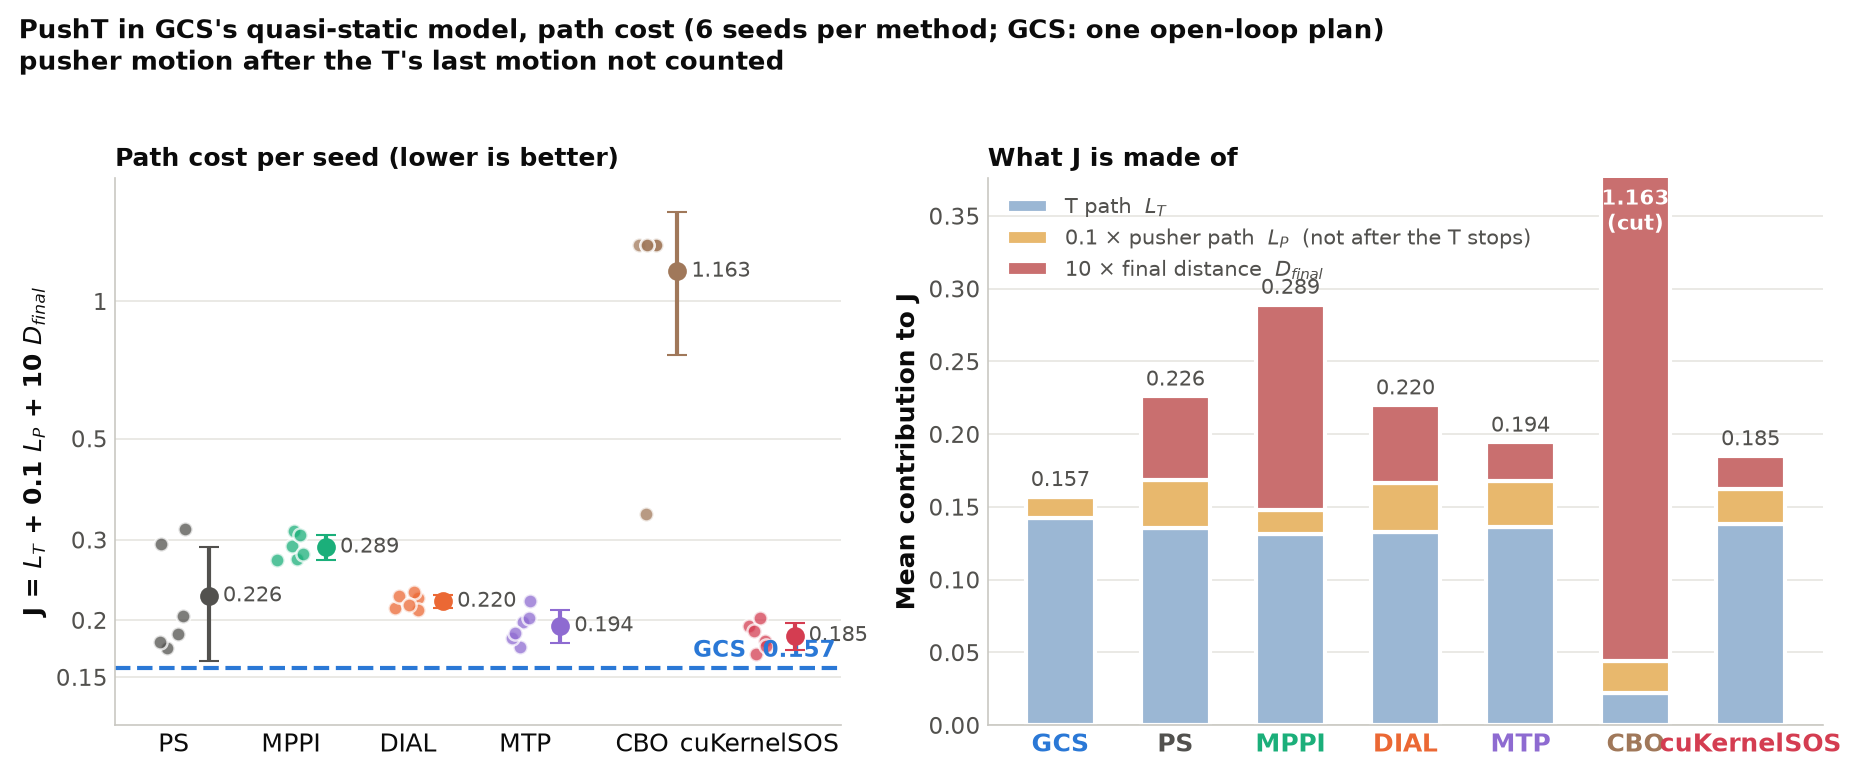 PushT in GCS's quasi-static model, path cost (6 seeds per method; GCS: one open-loop plan)
pusher motion after the T's last motion not counted
Path cost per seed (lower is better)
J = L_T + 0.1 L_P + 10 D_final
1
0.5
0.3
0.2
0.15
0.226
0.289
0.220
0.194
1.163
0.185
GCS 0.157
PS
MPPI
DIAL
MTP
CBO
cuKernelSOS
What J is made of
Mean contribution to J
0.35
0.30
0.25
0.20
0.15
0.10
0.05
0.00
T path L_T
0.1 × pusher path L_P (not after the T stops)
10 × final distance D_final
0.157
0.226
0.289
0.220
0.194
1.163
(cut)
0.185
GCS
PS
MPPI
DIAL
MTP
CBO
cuKernelSOS